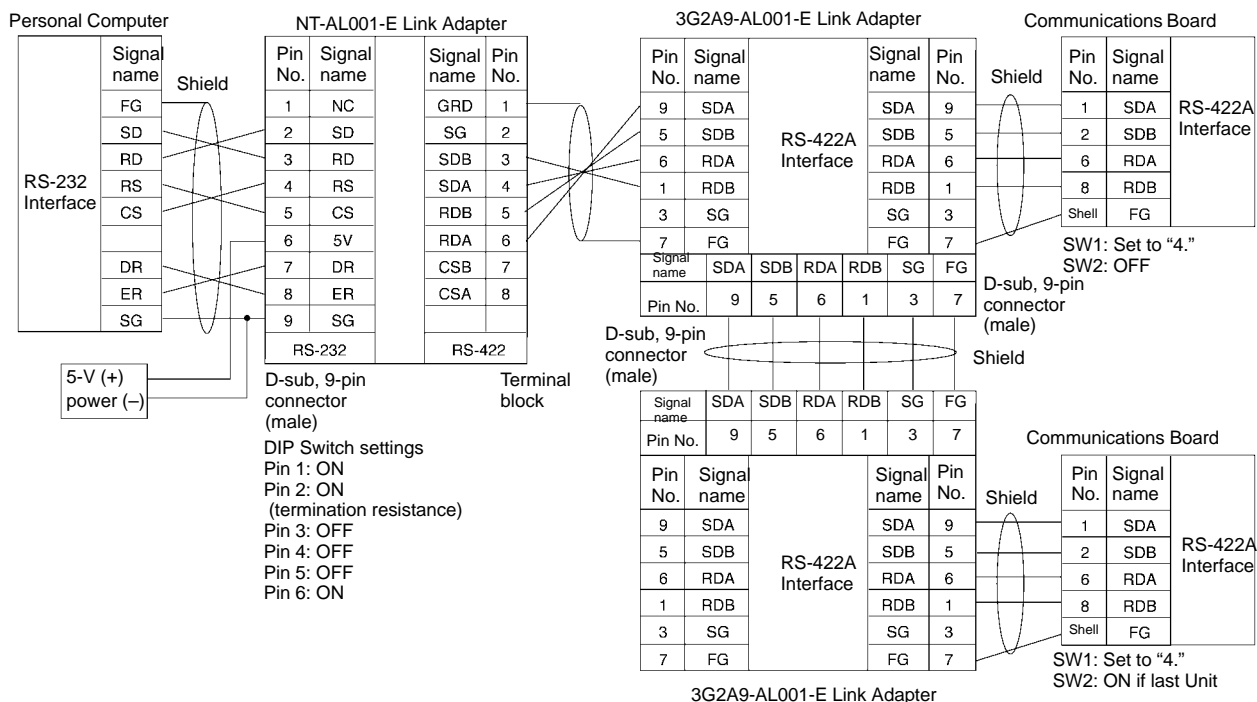 Personal Computer
Signal name
Shield
FG
SD
RD
RS
CS
DR
ER
SG
RS-232
Interface
5-V (+)
power (–)
NT-AL001-E Link Adapter
Pin No. Signal name Signal name Pin No.
1 NC GRD 1
2 SD SG 2
3 RD SDB 3
4 RS SDA 4
5 CS RDB 5
6 5V RDA 6
7 DR CSB 7
8 ER CSA 8
9 SG
RS-232 RS-422
D-sub, 9-pin
connector
(male)
Terminal
block
DIP Switch settings
Pin 1: ON
Pin 2: ON
(termination resistance)
Pin 3: OFF
Pin 4: OFF
Pin 5: OFF
Pin 6: ON
3G2A9-AL001-E Link Adapter
Pin No. Signal name Signal name Pin No.
9 SDA SDA 9
5 SDB SDB 5
6 RDA RDA 6
1 RDB RDB 1
3 SG SG 3
7 FG FG 7
RS-422A
Interface
Signal name SDA SDB RDA RDB SG FG
Pin No. 9 5 6 1 3 7
Shield
Communications Board
Pin No. Signal name
1 SDA
2 SDB
6 RDA
8 RDB
Shell FG
RS-422A
Interface
SW1: Set to “4.”
SW2: OFF
D-sub, 9-pin
connector
(male)
D-sub, 9-pin
connector
(male)
Shield
Signal name SDA SDB RDA RDB SG FG
Pin No. 9 5 6 1 3 7
Pin No. Signal name Signal name Pin No.
9 SDA SDA 9
5 SDB SDB 5
6 RDA RDA 6
1 RDB RDB 1
3 SG SG 3
7 FG FG 7
RS-422A
Interface
3G2A9-AL001-E Link Adapter
Shield
Communications Board
Pin No. Signal name
1 SDA
2 SDB
6 RDA
8 RDB
Shell FG
RS-422A
Interface
SW1: Set to “4.”
SW2: ON if last Unit